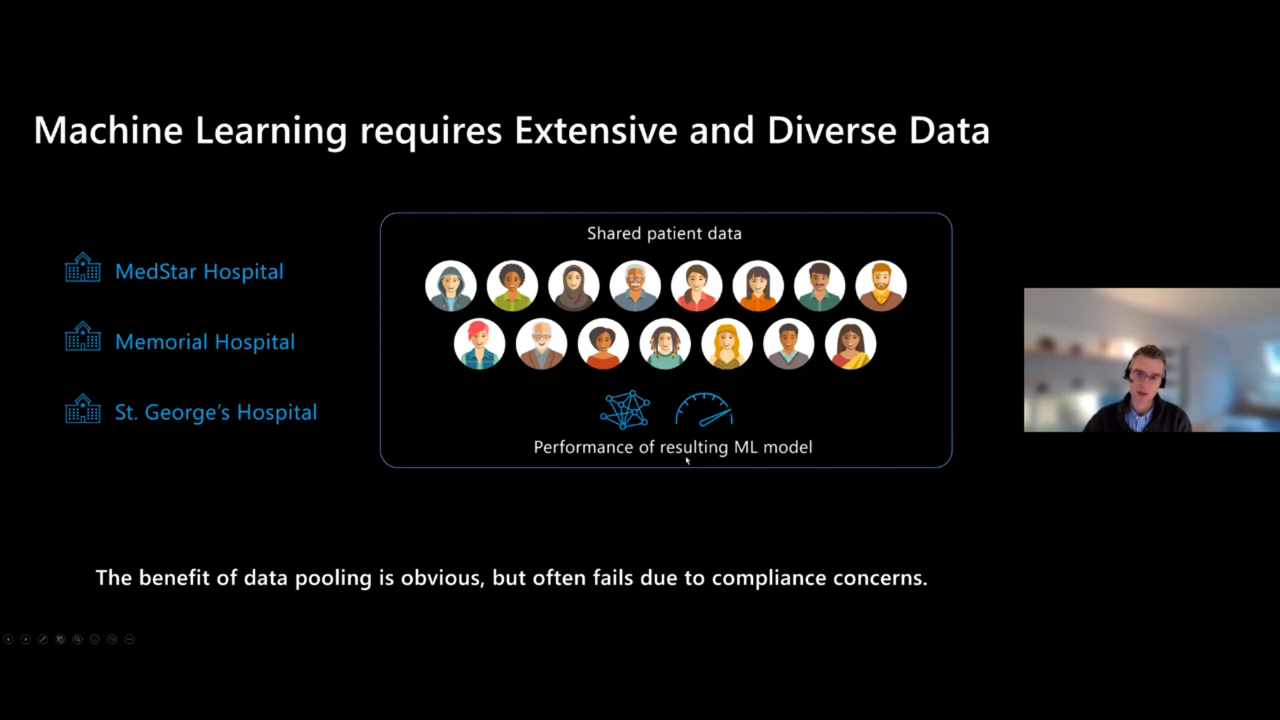 Machine Learning requires Extensive and Diverse Data
Shared patient data
MedStar Hospital
Memorial Hospital
St. George’s Hospital
Performance of resulting ML model
The benefit of data pooling is obvious, but often fails due to compliance concerns.